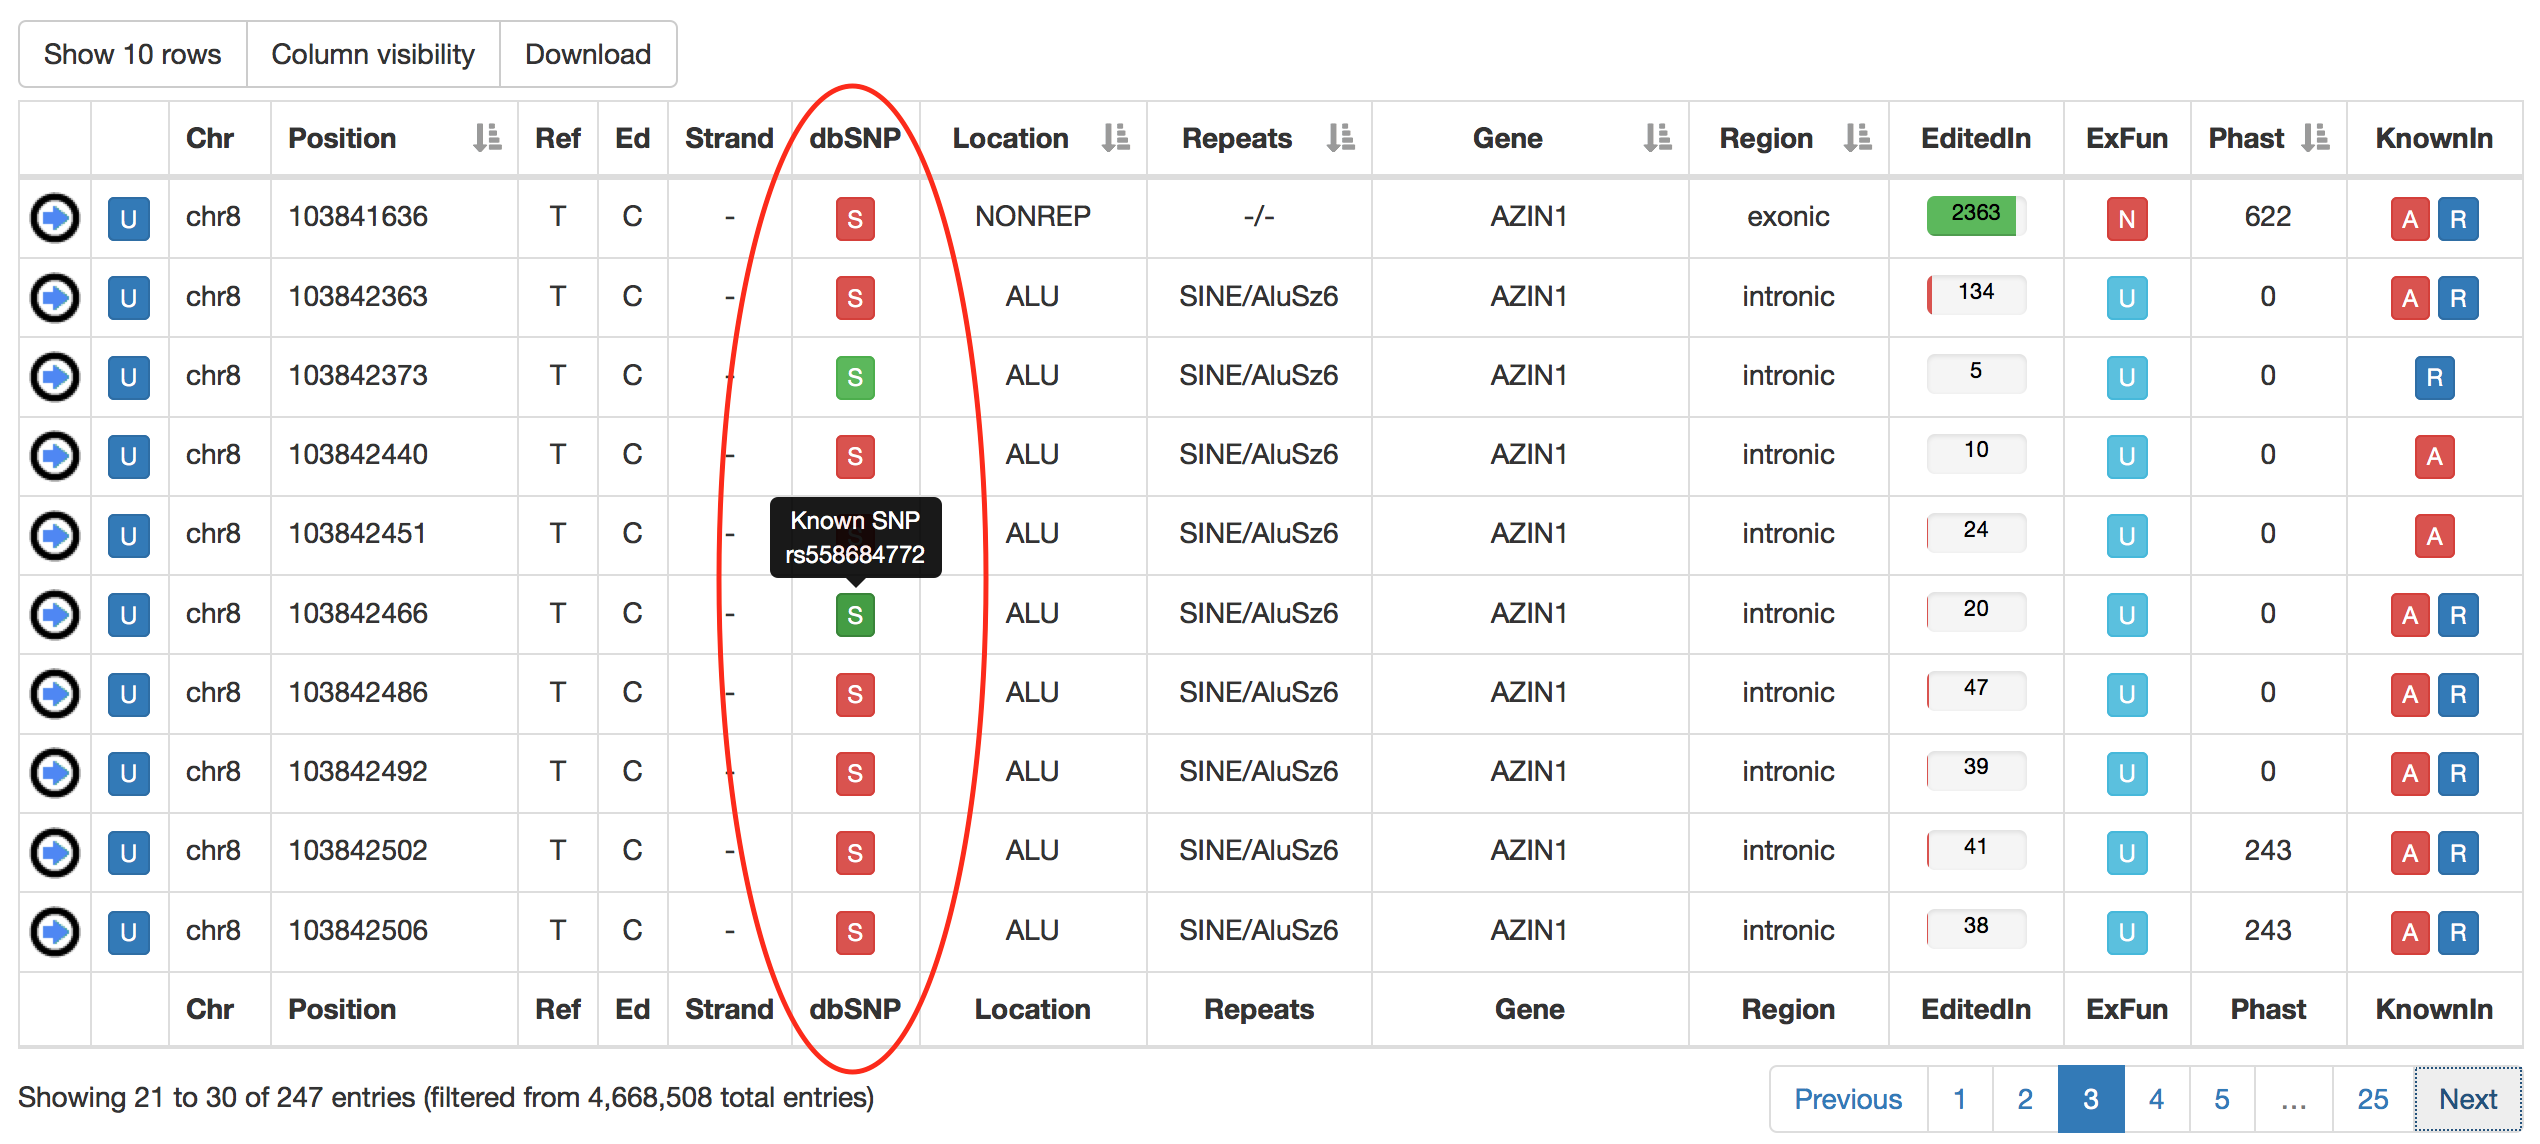 Show 10 rows Column visibility Download
Chr Position Ref Ed Strand dbSNP Location Repeats Gene Region EditedIn ExFun Phast KnownIn
U chr8 103841636 T C - S NONREP -/- AZIN1 exonic 2363 N 622 A R
U chr8 103842363 T C - S ALU SINE/AluSz6 AZIN1 intronic 134 U 0 A R
U chr8 103842373 T C - S ALU SINE/AluSz6 AZIN1 intronic 5 U 0 R
U chr8 103842440 T C - S ALU SINE/AluSz6 AZIN1 intronic 10 U 0 A
Known SNP
rs558684772
U chr8 103842451 T C - S ALU SINE/AluSz6 AZIN1 intronic 24 U 0 A
U chr8 103842466 T C - S ALU SINE/AluSz6 AZIN1 intronic 20 U 0 A R
U chr8 103842486 T C - S ALU SINE/AluSz6 AZIN1 intronic 47 U 0 A R
U chr8 103842492 T C - S ALU SINE/AluSz6 AZIN1 intronic 39 U 0 A R
U chr8 103842502 T C - S ALU SINE/AluSz6 AZIN1 intronic 41 U 243 A R
U chr8 103842506 T C - S ALU SINE/AluSz6 AZIN1 intronic 38 U 243 A R
Chr Position Ref Ed Strand dbSNP Location Repeats Gene Region EditedIn ExFun Phast KnownIn
Showing 21 to 30 of 247 entries (filtered from 4,668,508 total entries)
Previous 1 2 3 4 5 ... 25 Next